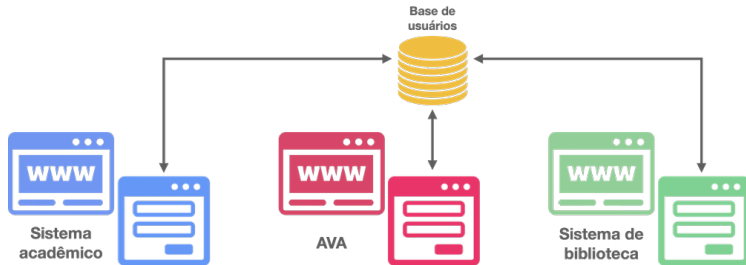 Base de
usuários
WWW
WWW
WWW
Sistema
acadêmico
AVA
Sistema de
biblioteca